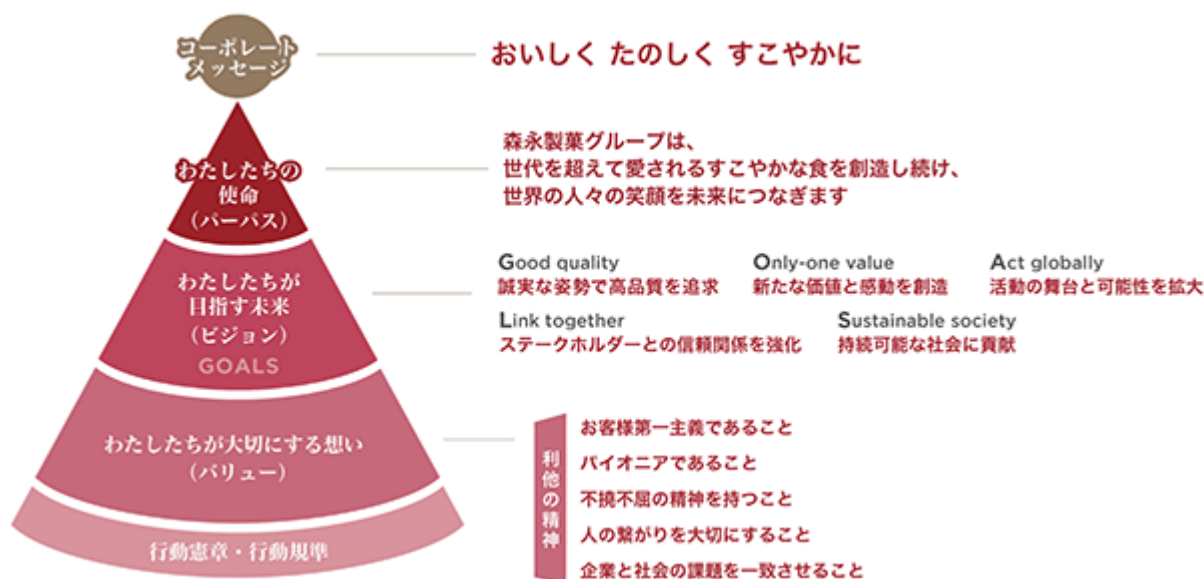 コーポレート
メッセージ
おいしく たのしく すこやかに
わたしたちの
使命
(パーパス)
森永製菓グループは、
世代を超えて愛されるすこやかな食を創造し続け、
世界の人々の笑顔を未来につなぎます
わたしたちが
目指す未来
(ビジョン)
GOALS
Good quality
誠実な姿勢で高品質を追求
Only-one value
新たな価値と感動を創造
Act globally
活動の舞台と可能性を拡大
Link together
ステークホルダーとの信頼関係を強化
Sustainable society
持続可能な社会に貢献
わたしたちが大切にする想い
(バリュー)
利他の精神
お客様第一主義であること
パイオニアであること
不撓不屈の精神を持つこと
人の繋がりを大切にすること
企業と社会の課題を一致させること
行動憲章・行動規準